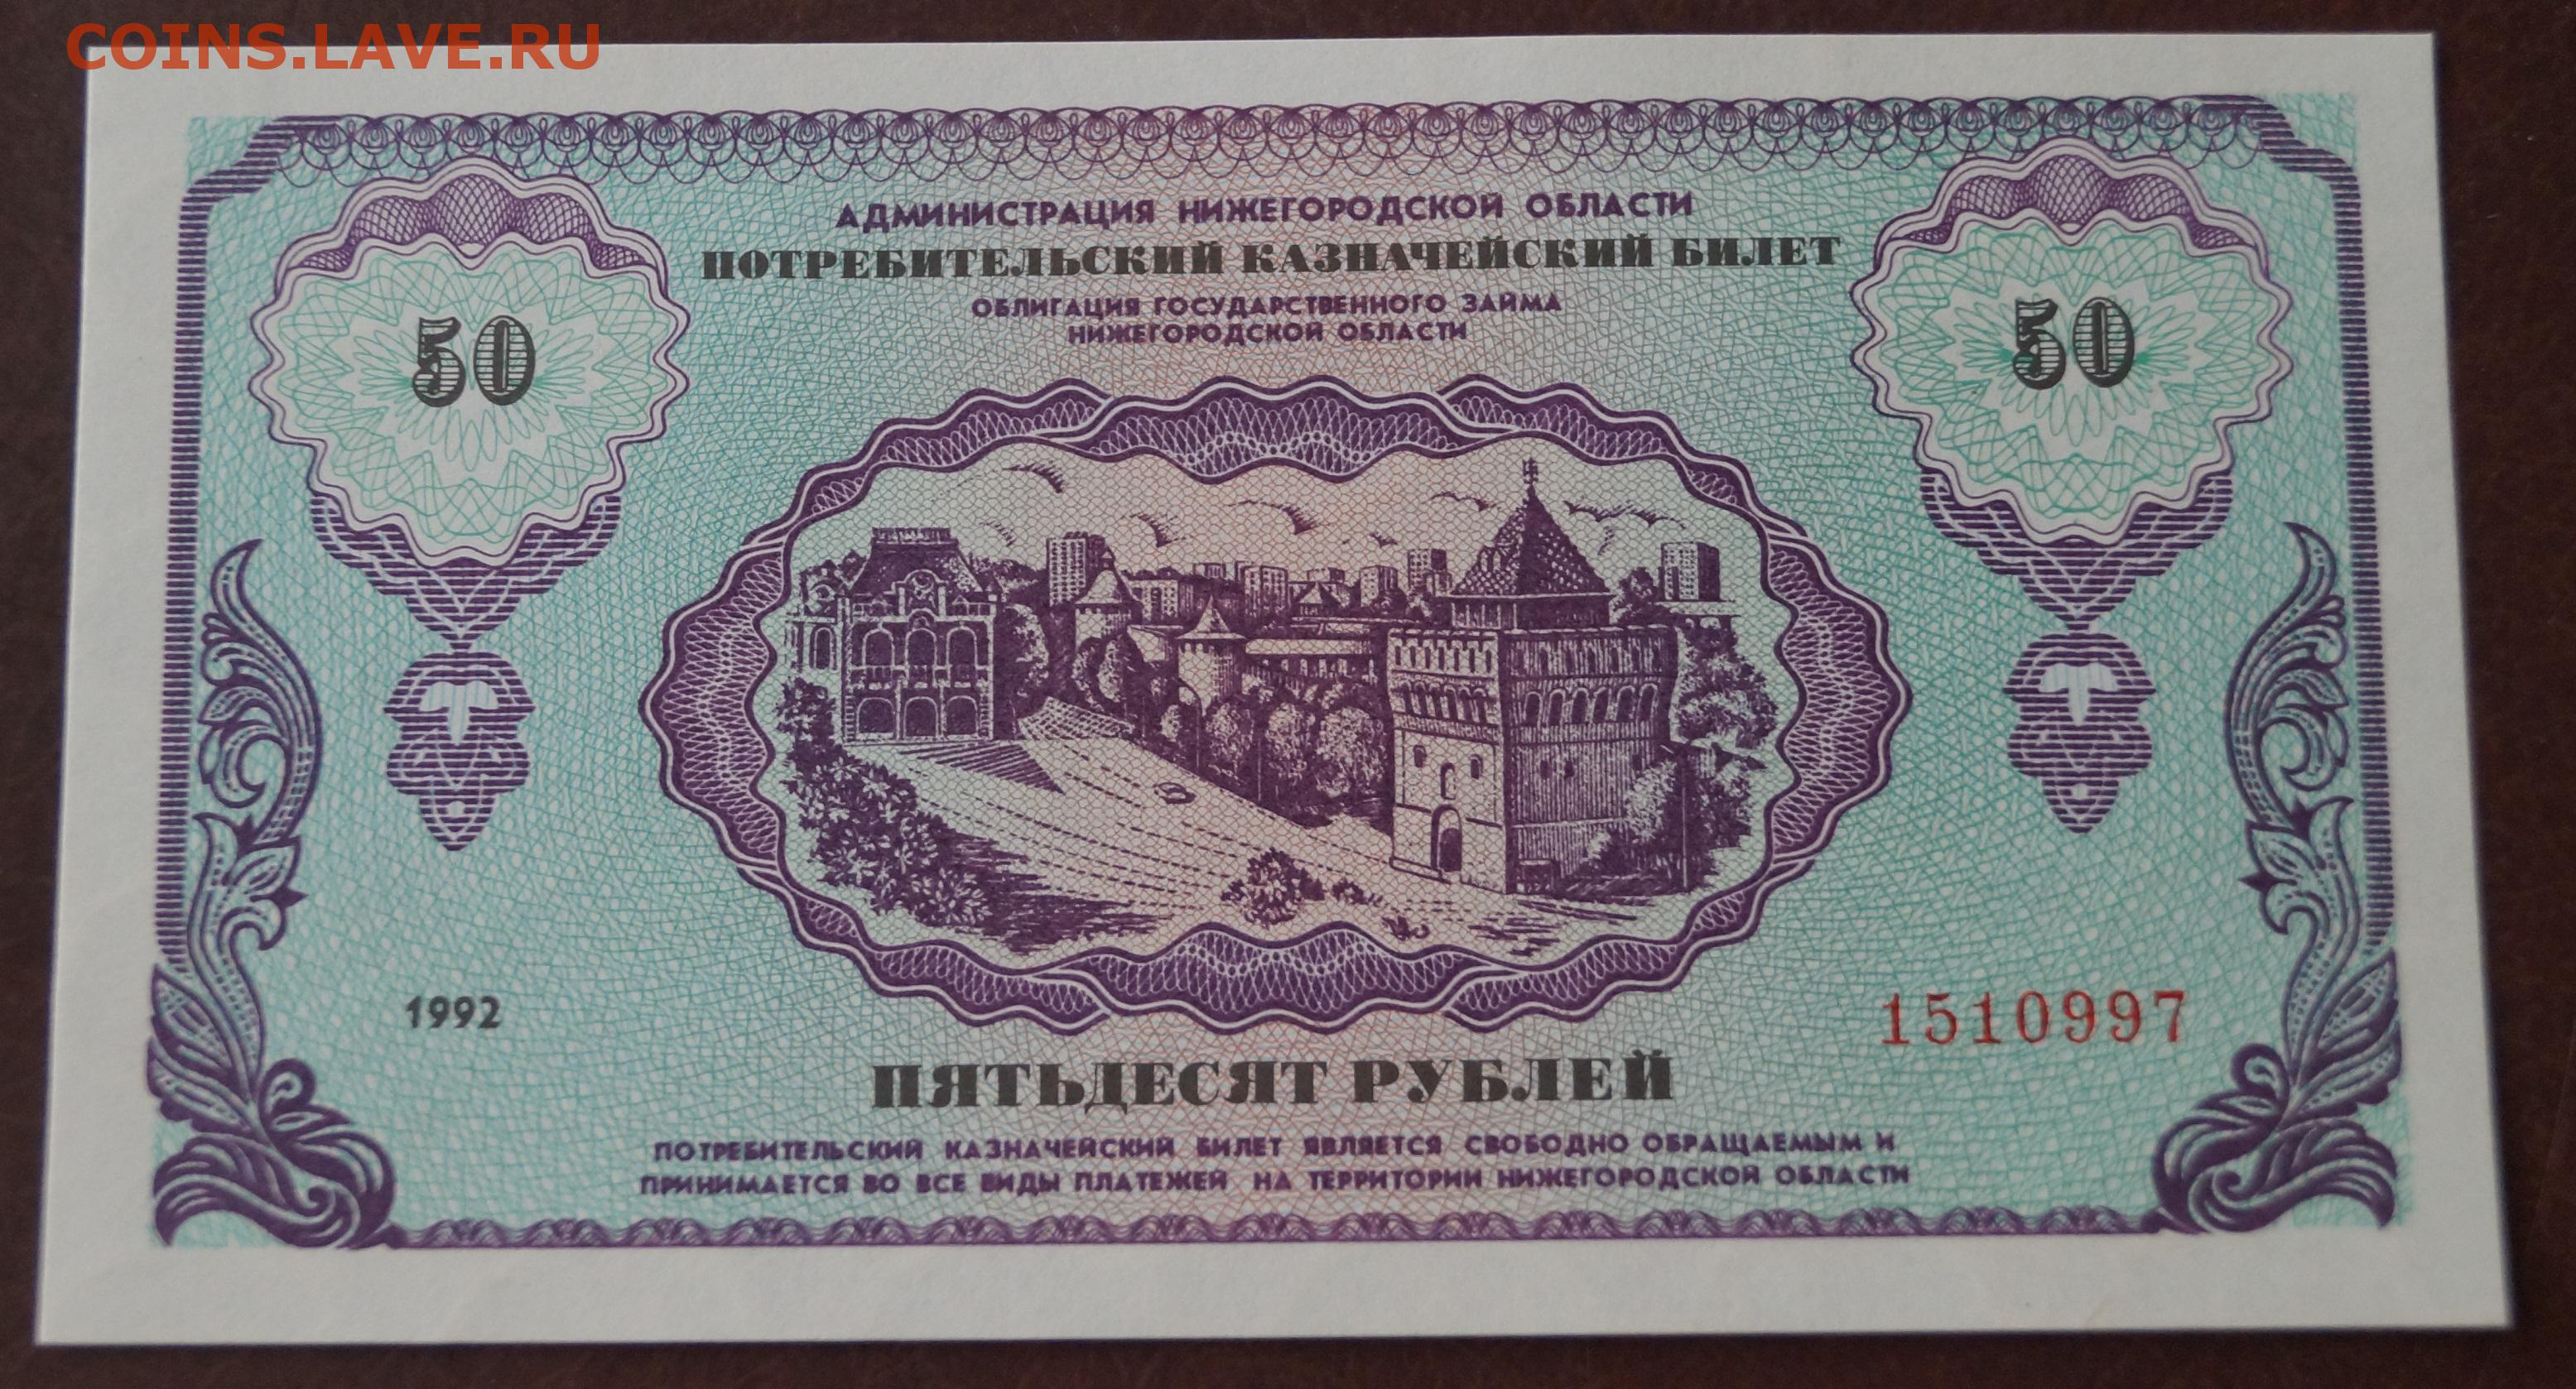 COINS.LAVE.RU
АДМИНИСТРАЦИЯ НИЖЕГОРОДСКОЙ ОБЛАСТИ
ПОТРЕБИТЕЛЬСКИЙ КАЗНАЧЕЙСКИЙ БИЛЕТ
ОБЛИГАЦИЯ ГОСУДАРСТВЕННОГО ЗАЙМА
НИЖЕГОРОДСКОЙ ОБЛАСТИ
50
50
1992
1510997
ПЯТЬДЕСЯТ РУБЛЕЙ
ПОТРЕБИТЕЛЬСКИЙ КАЗНАЧЕЙСКИЙ БИЛЕТ ЯВЛЯЕТСЯ СВОБОДНО ОБРАЩАЕМЫМ И
ПРИНИМАЕТСЯ ВО ВСЕ ВИДЫ ПЛАТЕЖЕЙ НА ТЕРРИТОРИИ НИЖЕГОРОДСКОЙ ОБЛАСТИ